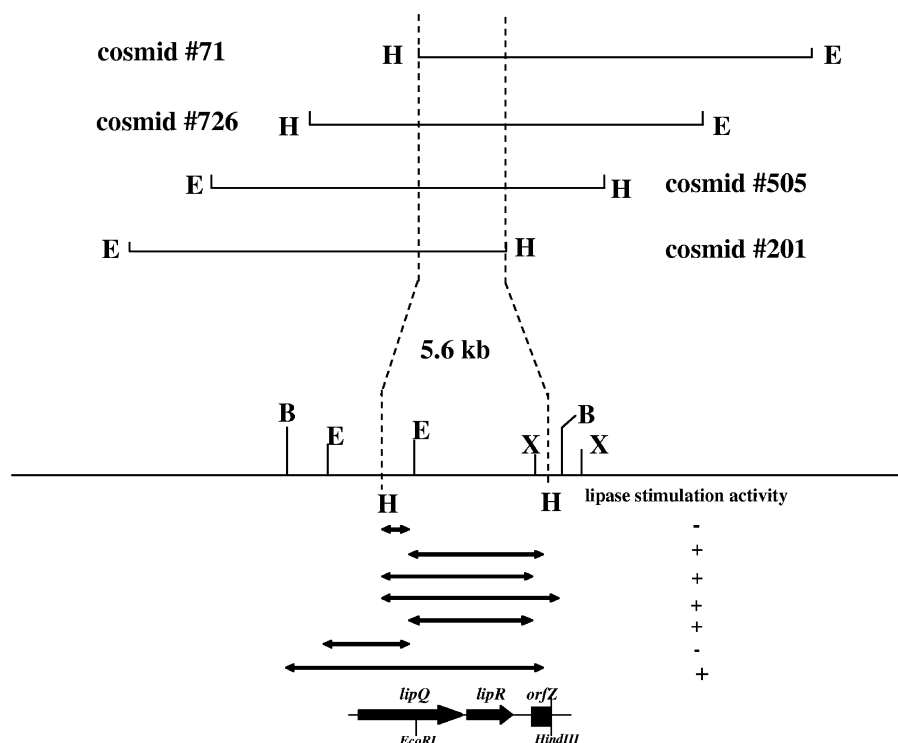 cosmid #71 H E
cosmid #726 H E
E H cosmid #505
E H cosmid #201
5.6 kb
B E E X B X
H H lipase stimulation activity
-
+
+
+
+
-
+
lipQ lipR orfZ
EcoRI HindIII